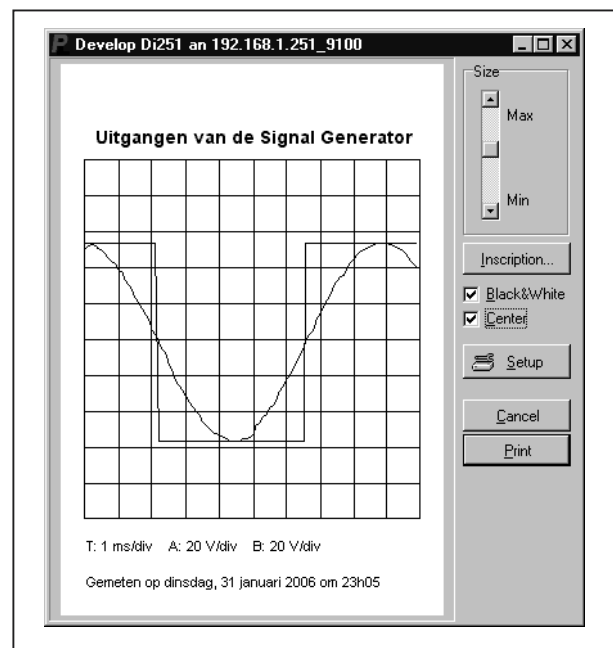 Develop Di251 an 192.168.1.251_9100
Uitgangen van de Signal Generator
T: 1 ms/div A: 20 V/div B: 20 V/div
Gemeten op dinsdag, 31 januari 2006 om 23h05
Size
Max
Min
Inscription...
Black&White
Center
Setup
Cancel
Print